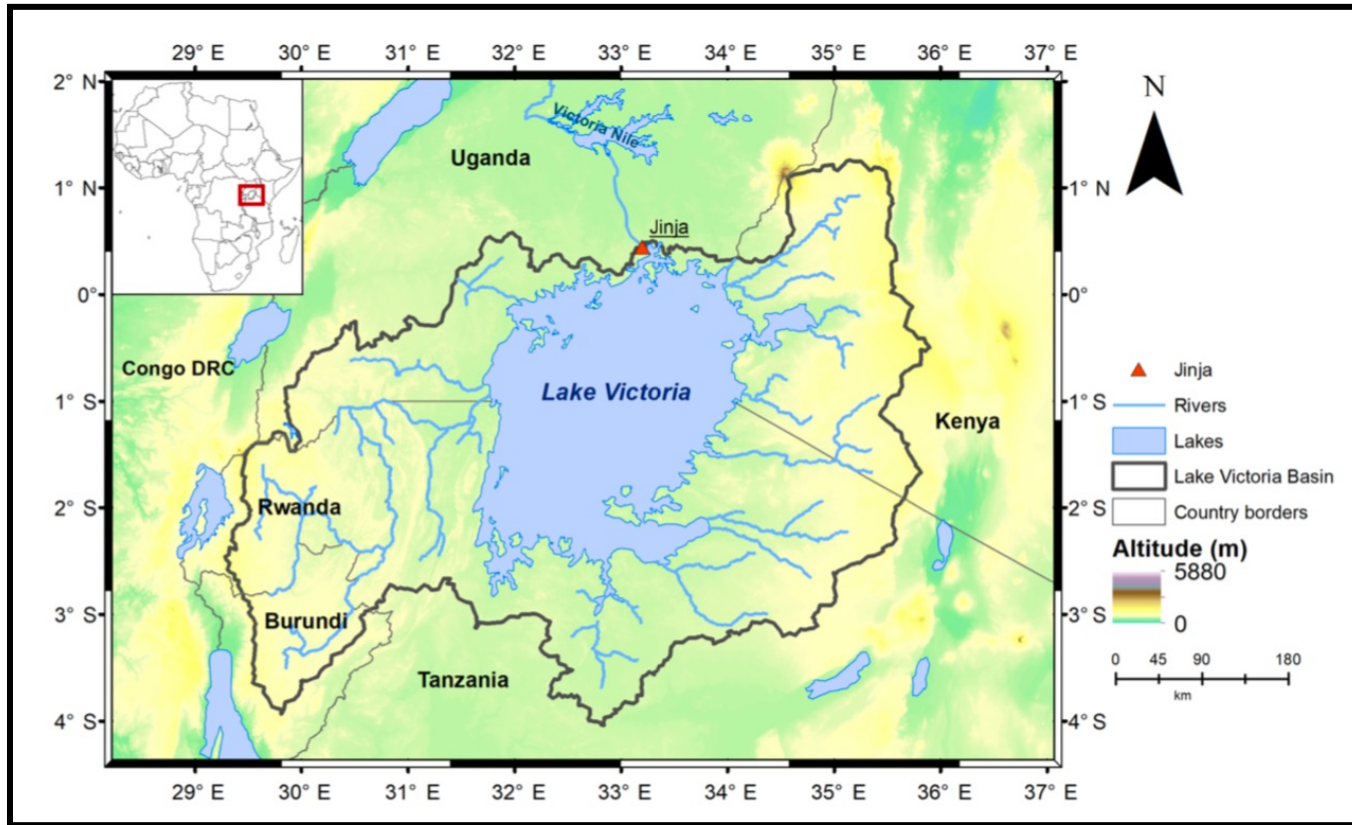 29° E 30° E 31° E 32° E 33° E 34° E 35° E 36° E 37° E
2° N
N
Victoria Nile
Uganda
1° N
1° N
Jinja
0°
0°
Congo DRC
Jinja
Lake Victoria
1° S
1° S
Rivers
Kenya
Lakes
Lake Victoria Basin
Rwanda
2° S
2° S
Country borders
Altitude (m)
5880
3° S
Burundi
3° S
0
0 45 90 180
Tanzania
km
4° S
4° S
29° E 30° E 31° E 32° E 33° E 34° E 35° E 36° E 37° E